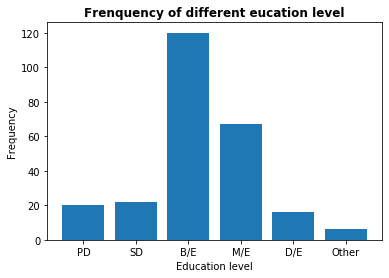 Frenquency of different eucation level
120
100
80
60
40
20
0
Frequency
PD SD B/E M/E D/E Other
Education level